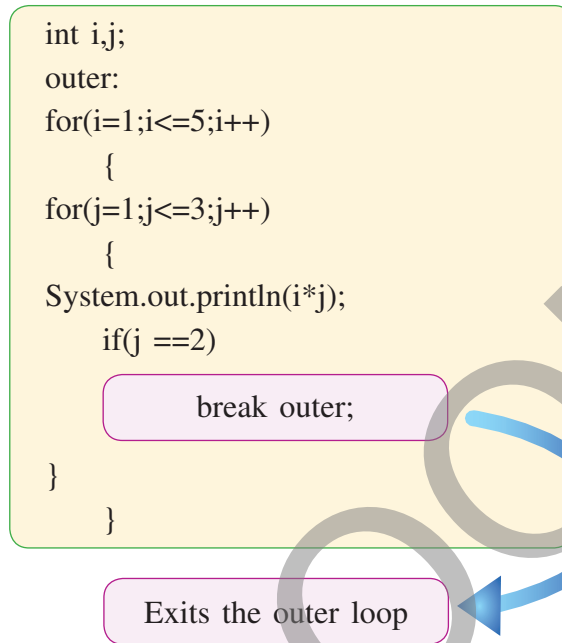 int i,j;
outer:
for(i=1;i<=5;i++)
{
for(j=1;j<=3;j++)
{
System.out.println(i*j);
if(j ==2)
break outer;
}
}
Exits the outer loop